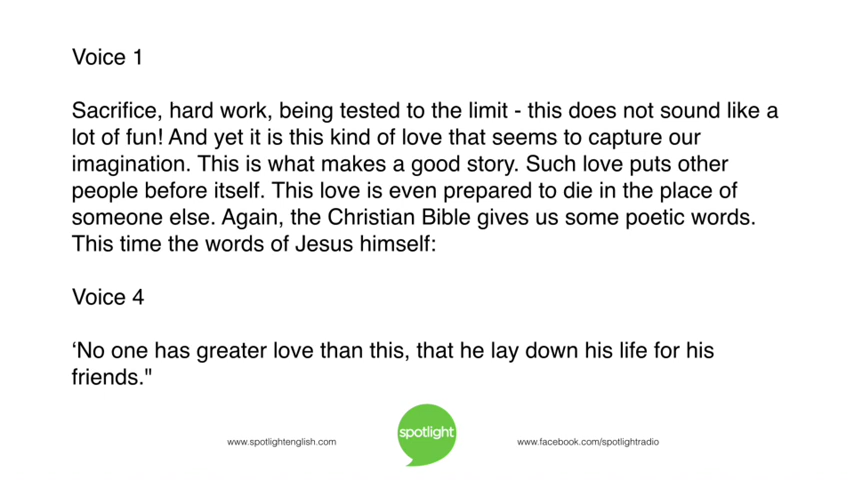 Voice 1
Sacrifice, hard work, being tested to the limit - this does not sound like a
lot of fun! And yet it is this kind of love that seems to capture our
imagination. This is what makes a good story. Such love puts other
people before itself. This love is even prepared to die in the place of
someone else. Again, the Christian Bible gives us some poetic words.
This time the words of Jesus himself:
Voice 4
‘No one has greater love than this, that he lay down his life for his
friends."
www.spotlightenglish.com
spotlight
www.facebook.com/spotlightradio